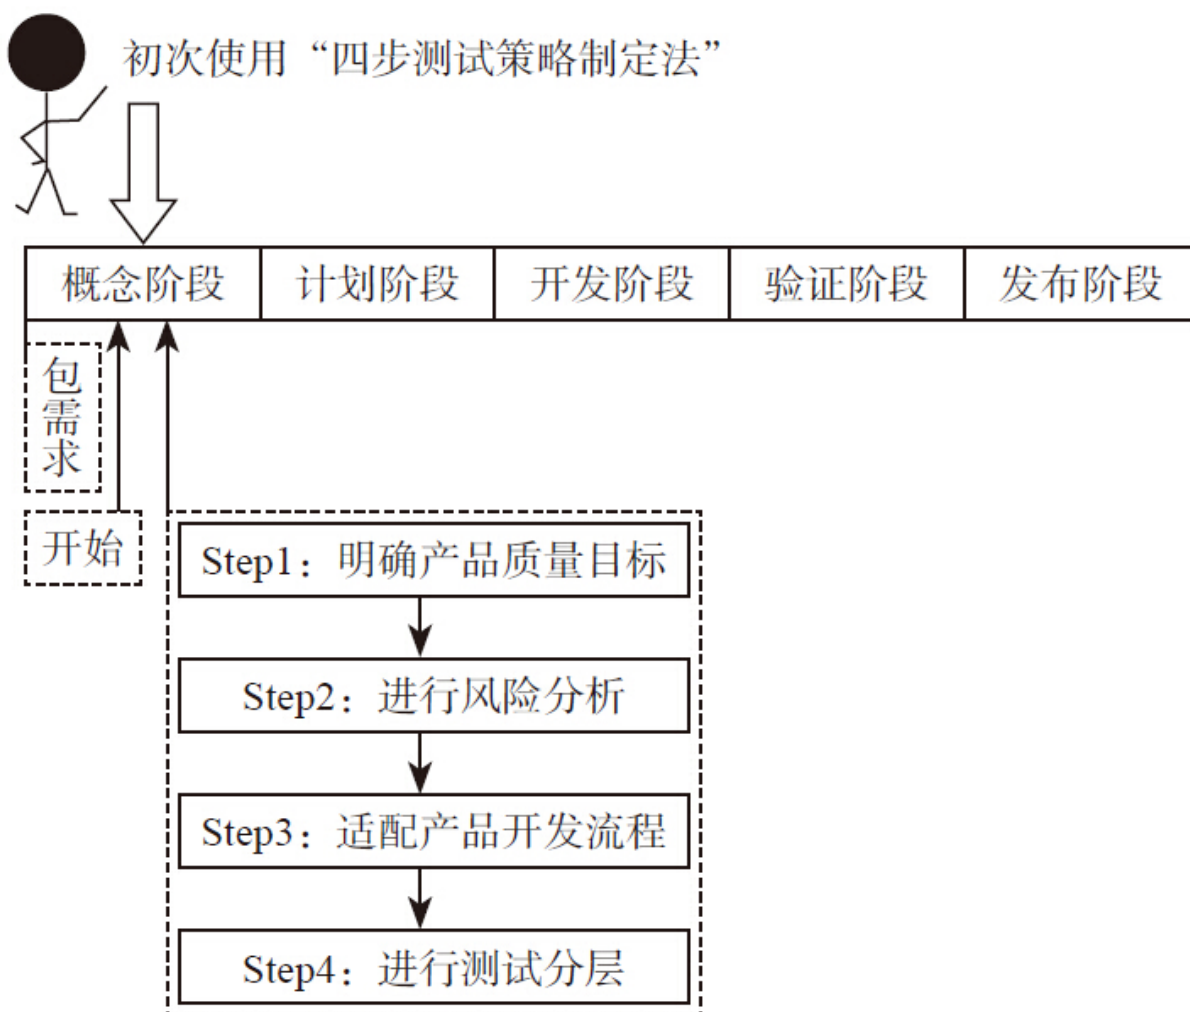 初次使用“四步测试策略制定法”
概念阶段 计划阶段 开发阶段 验证阶段 发布阶段
包需求
开始
Step1：明确产品质量目标
Step2：进行风险分析
Step3：适配产品开发流程
Step4：进行测试分层